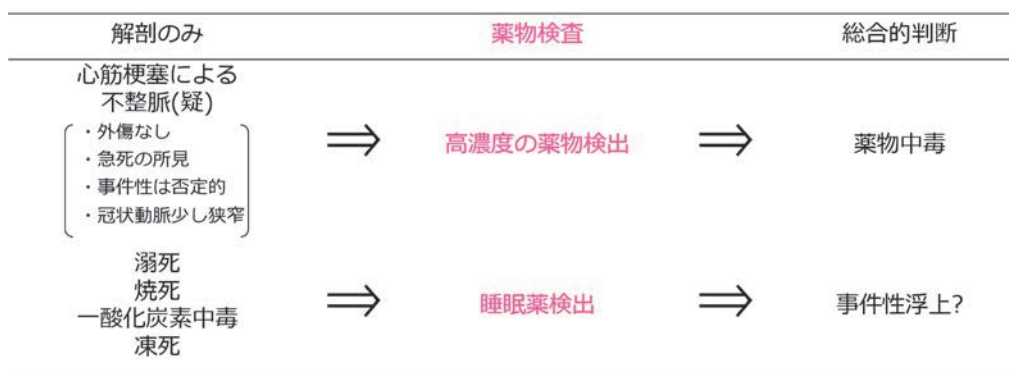 解剖のみ 薬物検査 総合的判断
心筋梗塞による
不整脈(疑)
・外傷なし
・急死の所見
・事件性は否定的
・冠状動脈少し狭窄
⇒ 高濃度の薬物検出 ⇒ 薬物中毒
溺死
焼死
一酸化炭素中毒
凍死
⇒ 睡眠薬検出 ⇒ 事件性浮上?